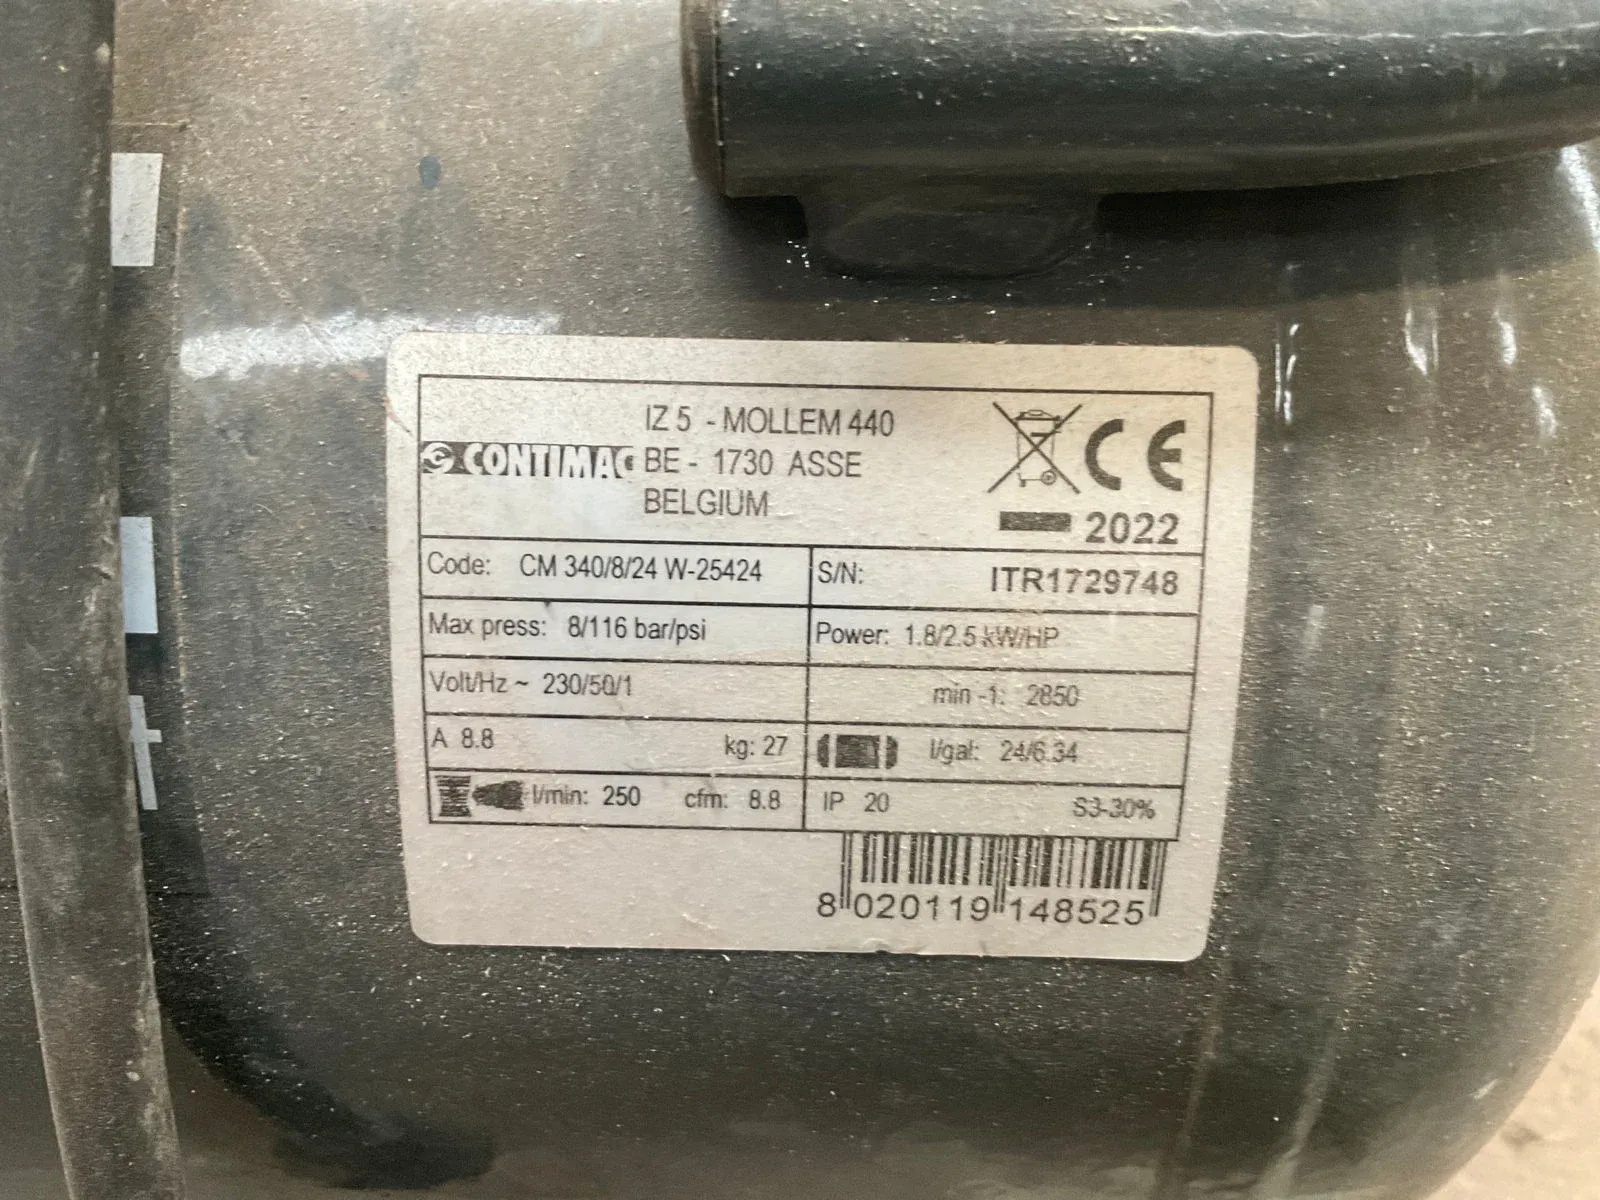 IZ 5 - MOLLEM 440
CONTIMAC BE - 1730 ASSE
BELGIUM
CE
2022
Code: CM 340/8/24 W-25424
S/N: ITR1729748
Max press: 8/116 bar/psi
Power: 1.8/2.5 kW/HP
Volt/Hz ~ 230/50/1
min -1: 2850
A 8.8 kg: 27
l/gal: 24/6.34
l/min: 250 cfm: 8.8
IP 20 S3-30%
8 020119 148525